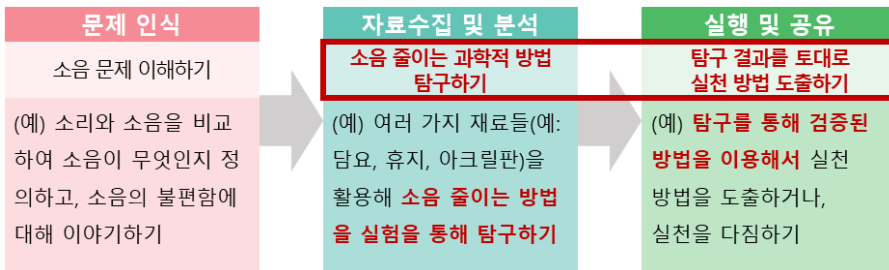 문제 인식
소음 문제 이해하기
(예) 소리와 소음을 비교
하여 소음이 무엇인지 정
의하고, 소음의 불편함에
대해 이야기하기
자료수집 및 분석
소음 줄이는 과학적 방법
탐구하기
(예) 여러 가지 재료들(예:
담요, 휴지, 아크릴판)을
활용해 소음 줄이는 방법
을 실험을 통해 탐구하기
실행 및 공유
탐구 결과를 토대로
실천 방법 도출하기
(예) 탐구를 통해 검증된
방법을 이용해서 실천
방법을 도출하거나,
실천을 다짐하기